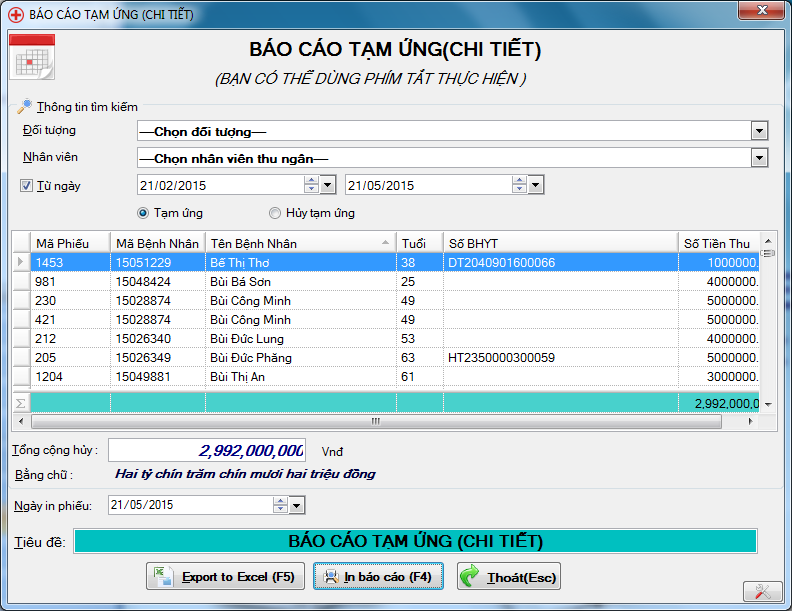 BÁO CÁO TẠM ỨNG (CHI TIẾT)
BÁO CÁO TẠM ỨNG(CHI TIẾT)
(BẠN CÓ THỂ DÙNG PHÍM TẮT THỰC HIỆN )
Thông tin tìm kiếm
Đối tượng —Chọn đối tượng—
Nhân viên —Chọn nhân viên thu ngân—
Từ ngày 21/02/2015 21/05/2015
Tạm ứng Hủy tạm ứng
Mã Phiếu Mã Bệnh Nhân Tên Bệnh Nhân Tuổi Số BHYT Số Tiền Thu
1453 15051229 Bế Thị Thơ 38 DT2040901600066 1000000.
981 15048424 Bùi Bá Sơn 25 4000000.
230 15028874 Bùi Công Minh 49 5000000.
421 15028874 Bùi Công Minh 49 5000000.
212 15026340 Bùi Đức Lung 53 4000000.
205 15026349 Bùi Đức Phăng 63 HT2350000300059 5000000.
1204 15049881 Bùi Thị An 61 3000000.
Σ 2,992,000,0
Tổng cộng hủy : 2,992,000,000 Vnđ
Bằng chữ : Hai tỷ chín trăm chín mươi hai triệu đồng
Ngày in phiếu: 21/05/2015
Tiêu đề: BÁO CÁO TẠM ỨNG (CHI TIẾT)
Export to Excel (F5) In báo cáo (F4) Thoát(Esc)